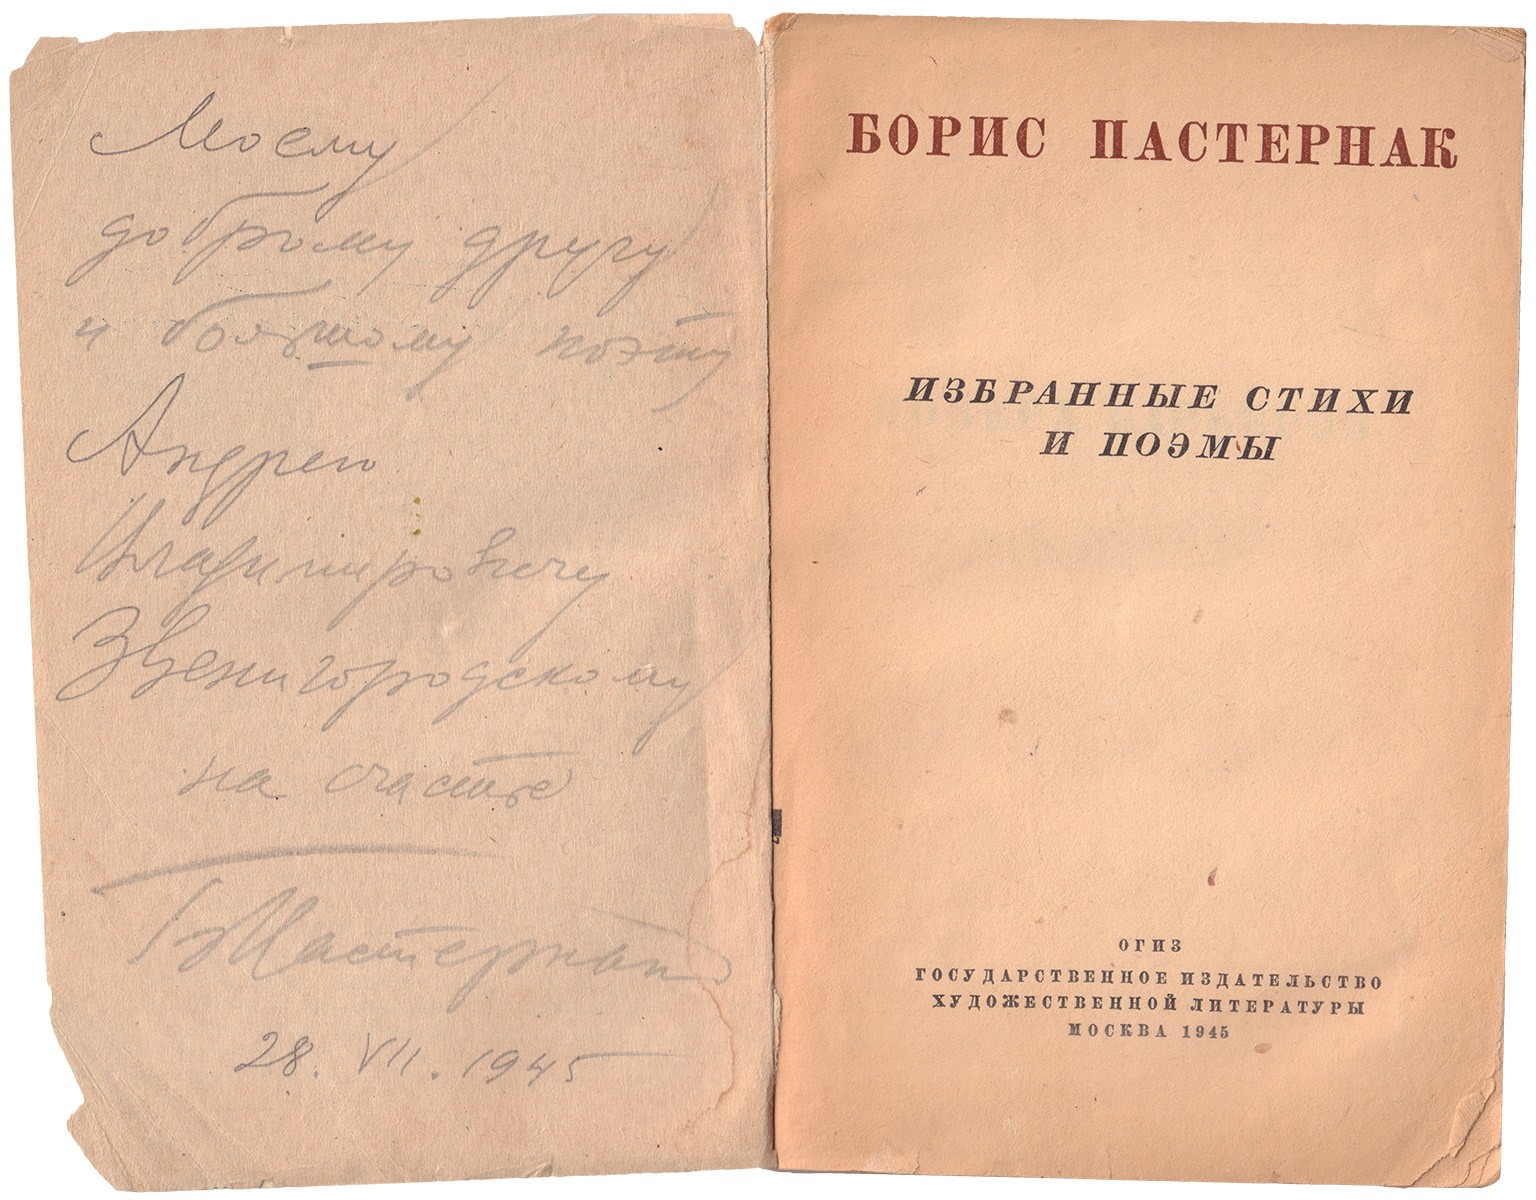 Моему
доброму другу
и большому поэту
Андрею
Владимировичу
Звенигородскому
на счастье
Б Пастернак
28. VII. 1945
БОРИС ПАСТЕРНАК
ИЗБРАННЫЕ СТИХИ
И ПОЭМЫ
ОГИЗ
ГОСУДАРСТВЕННОЕ ИЗДАТЕЛЬСТВО
ХУДОЖЕСТВЕННОЙ ЛИТЕРАТУРЫ
МОСКВА 1945